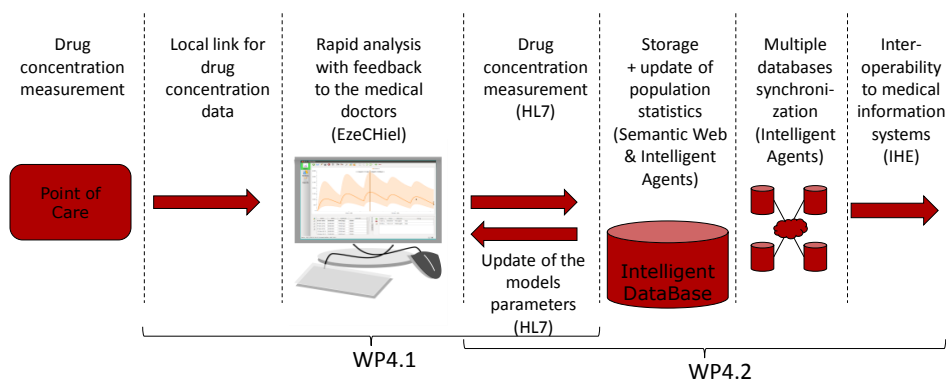 Drug
concentration
measurement
Local link for
drug
concentration
data
Rapid analysis
with feedback
to the medical
doctors
(EzeCHiel)
Drug
concentration
measurement
(HL7)
Storage
+ update of
population
statistics
(Semantic Web
& Intelligent
Agents)
Multiple
databases
synchroni-
zation
(Intelligent
Agents)
Inter-
operability
to medical
information
systems
(IHE)
Point of
Care
Update of the
models
parameters
(HL7)
Intelligent
DataBase
WP4.1
WP4.2